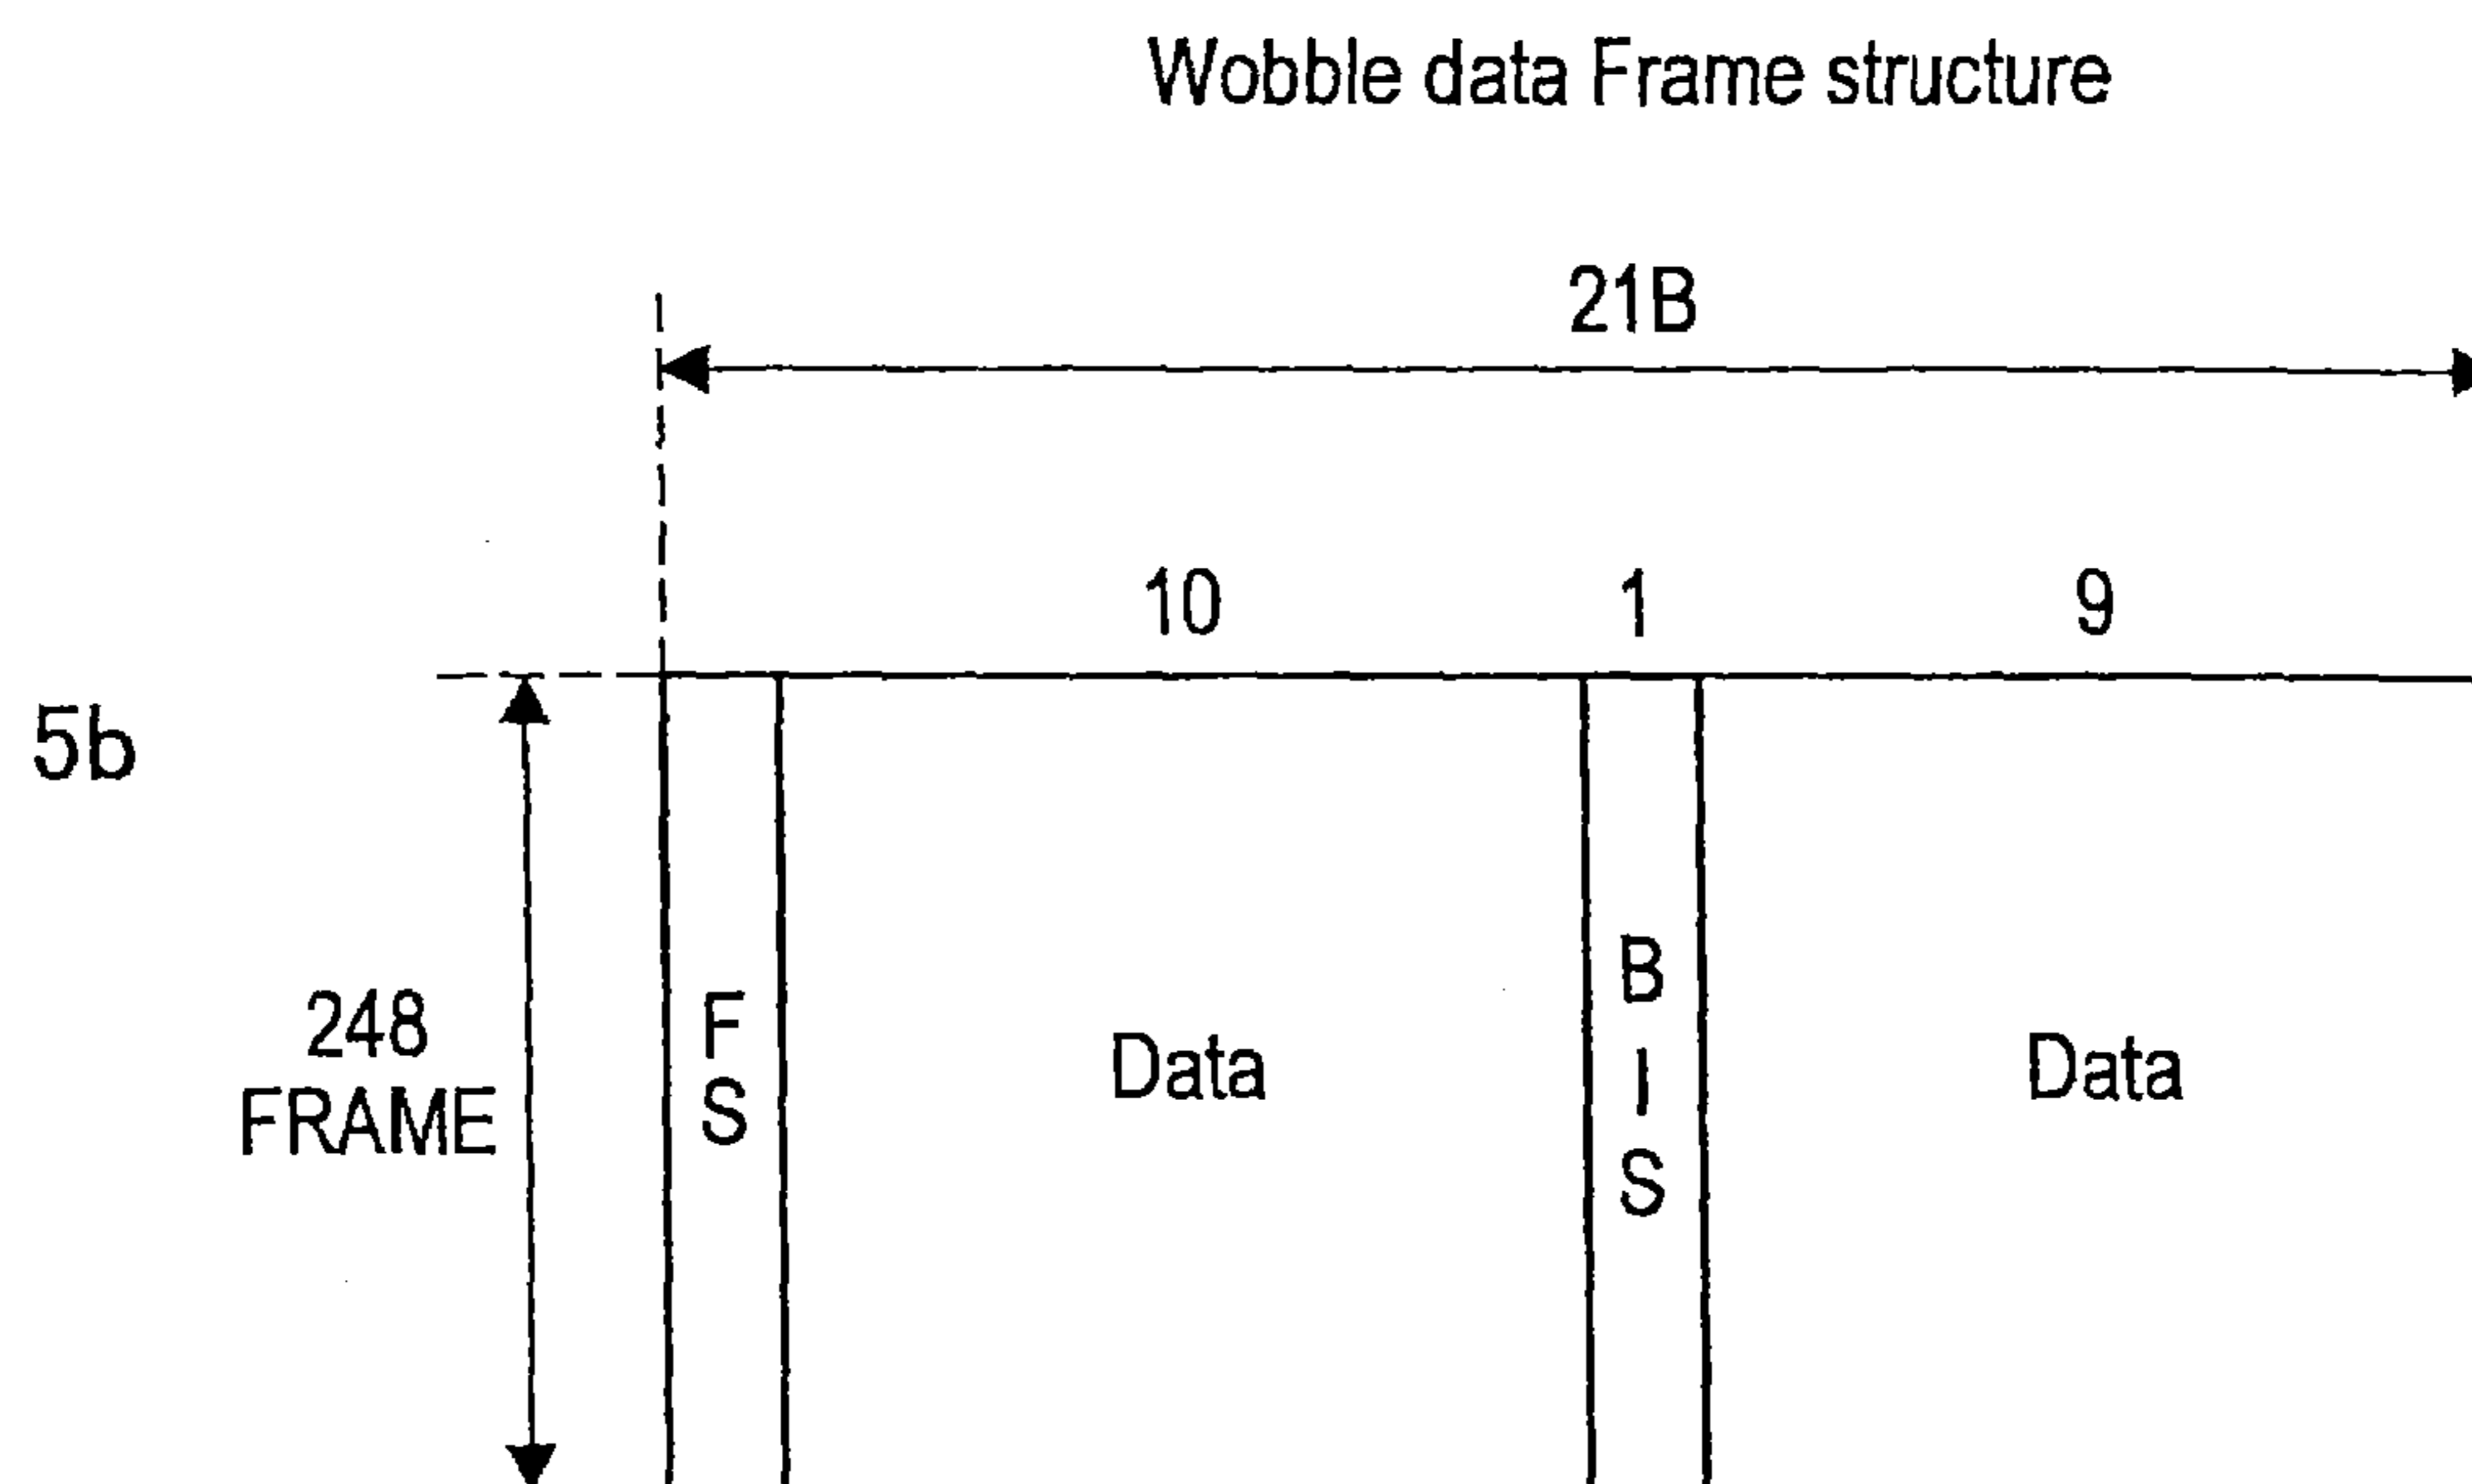 Wobble data Frame structure
21B
10 1 9
5b
248
FRAME
F
S
Data
B
I
S
Data